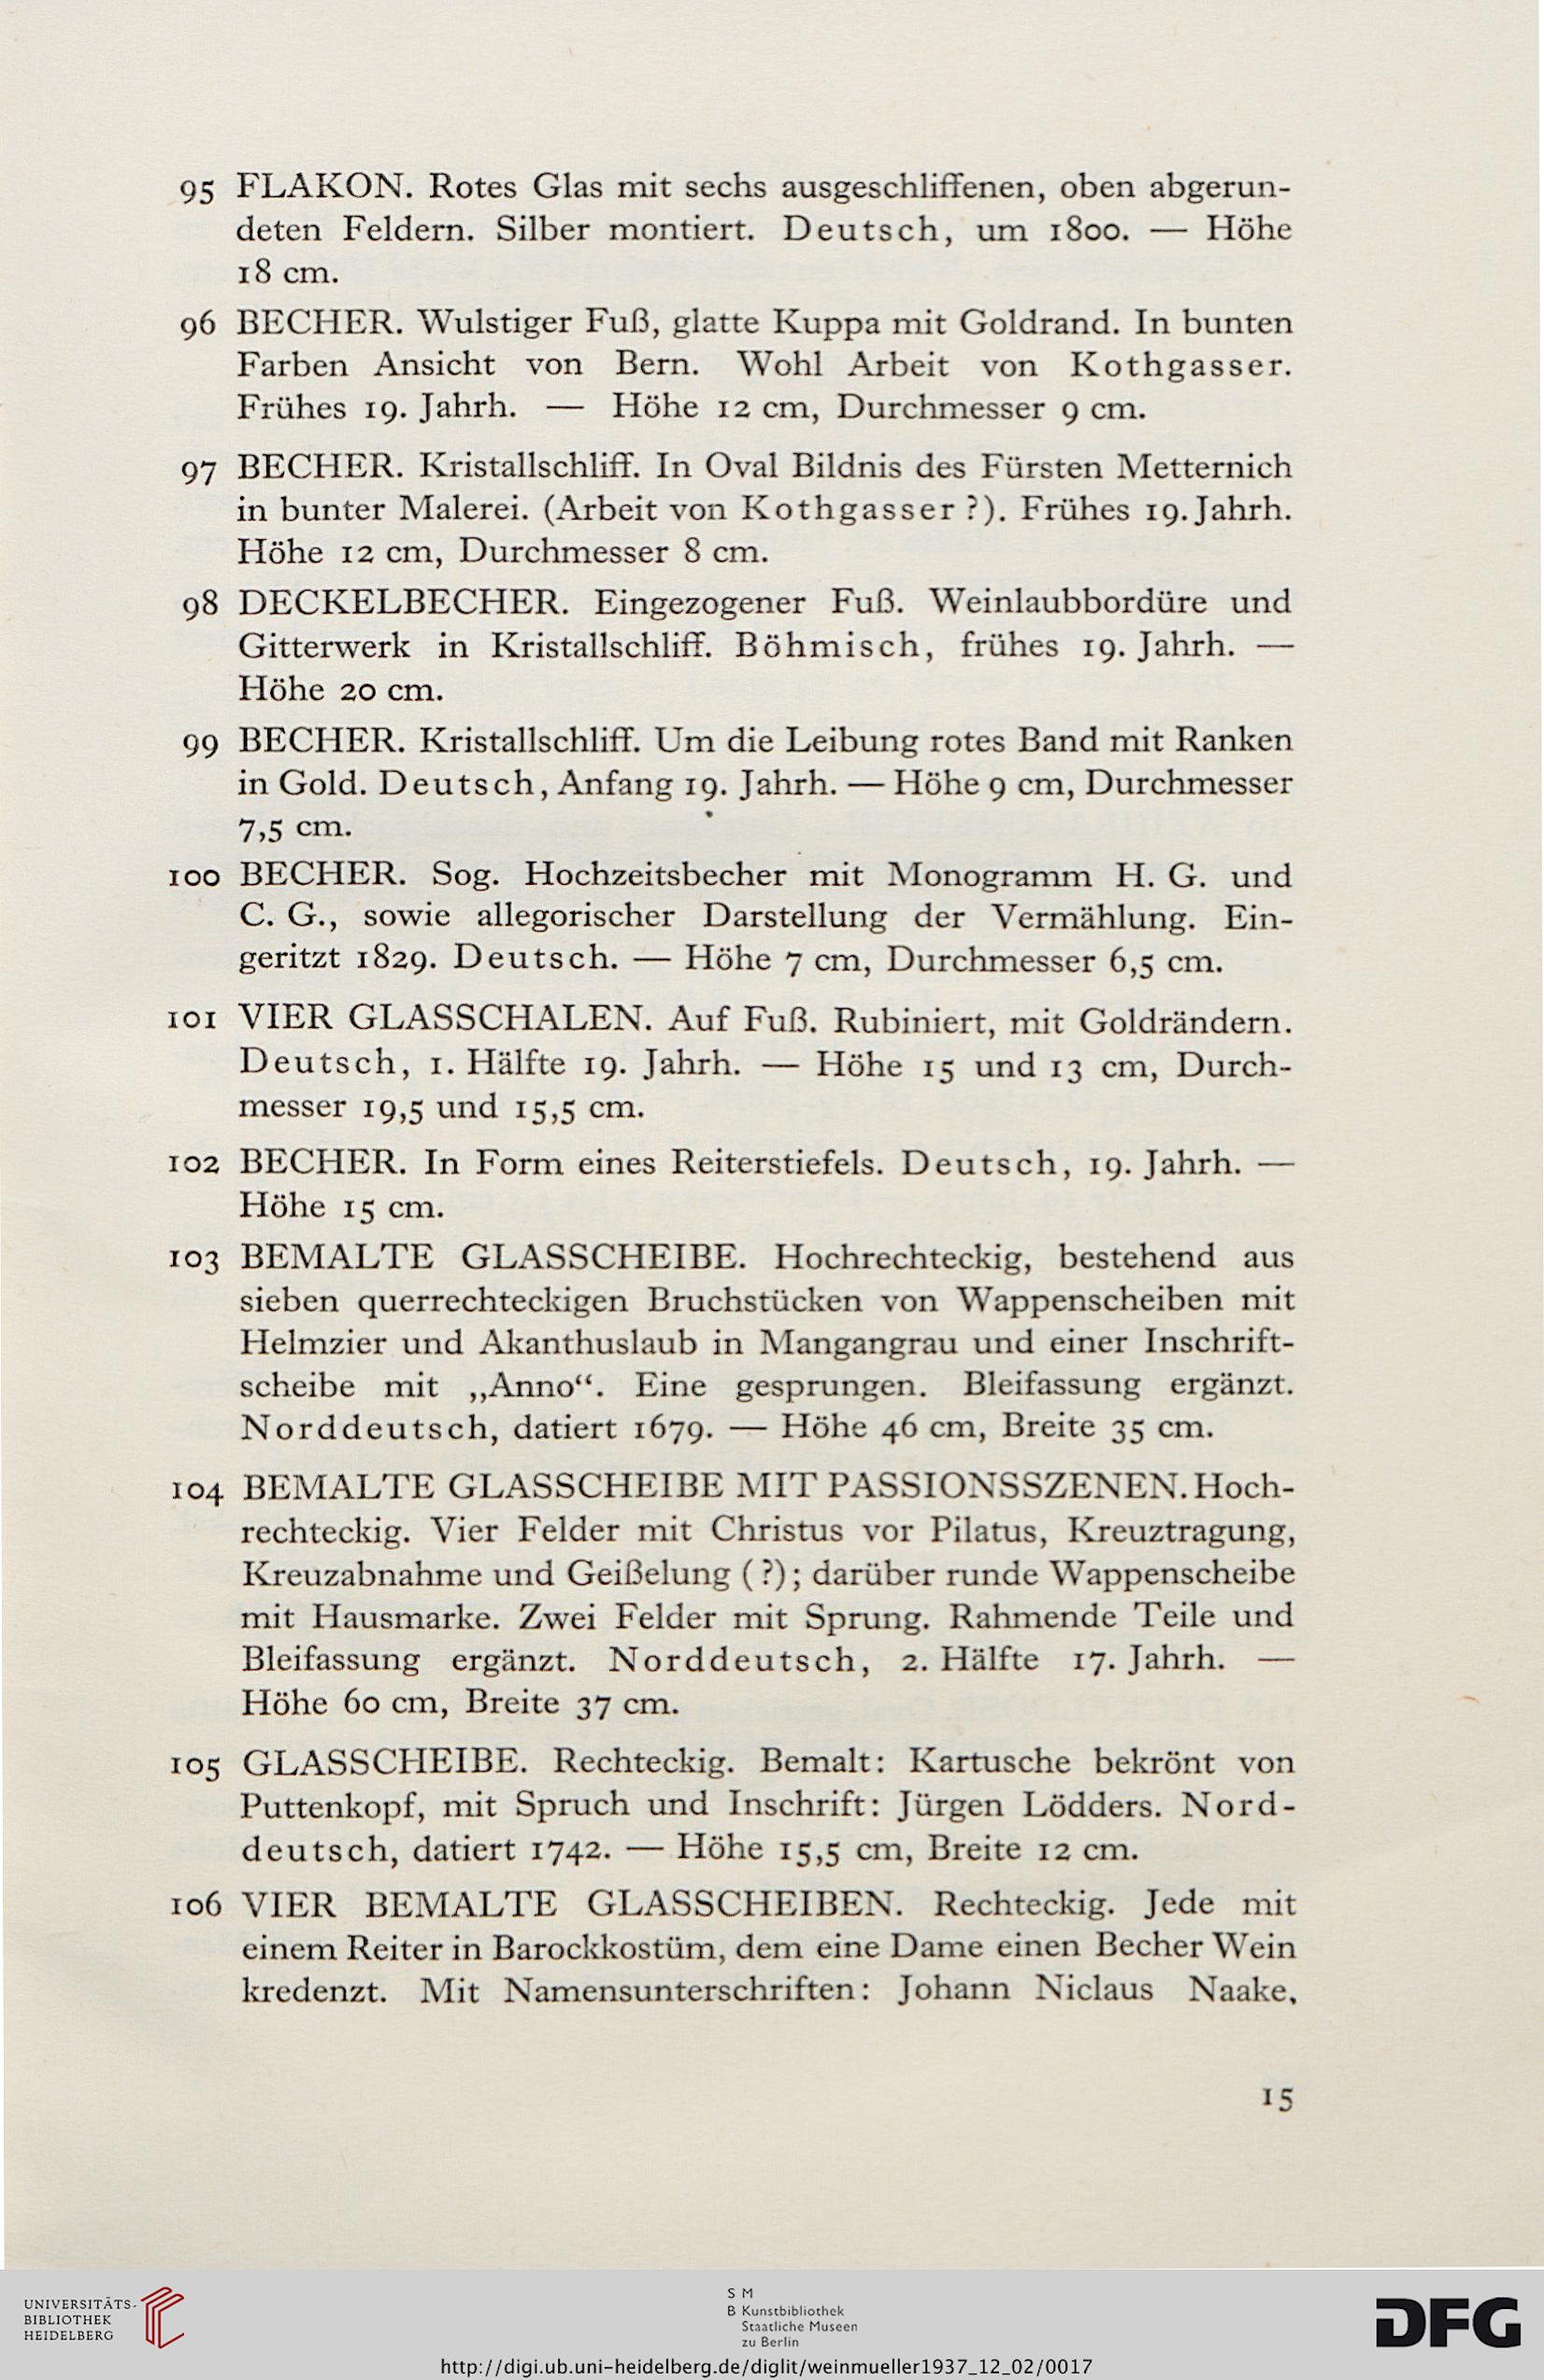 95 FLAKON. Rotes Glas mit sechs ausgeschliffenen, oben abgerun-
deten Feldern. Silber montiert. Deutsch, um 1800. — Höhe
18 cm.
96 BECHER. Wulstiger Fuß, glatte Kuppa mit Goldrand. In bunten
Farben Ansicht von Bern. Wohl Arbeit von Kothgasser.
Frühes 19. Jahrh. — Höhe 12 cm, Durchmesser 9 cm.
97 BECHER. Kristallschliff. In Oval Bildnis des Fürsten Metternich
in bunter Malerei. (Arbeit von Kothgasser ?). Frühes 19. Jahrh.
Höhe 12 cm, Durchmesser 8 cm.
98 DECKELBECHER. Eingezogener Fuß. Weinlaubbordüre und
Gitterwerk in Kristallschliff. Böhmisch, frühes 19. Jahrh. —
Höhe 20 cm.
99 BECHER. Kristallschliff. Um die Leibung rotes Band mit Ranken
in Gold. Deutsch, Anfang 19. Jahrh. — Höhe 9 cm, Durchmesser
7,5 cm.
100 BECHER. Sog. Hochzeitsbecher mit Monogramm H. G. und
C. G., sowie allegorischer Darstellung der Vermählung. Ein-
geritzt 1829. Deutsch. — Höhe 7 cm, Durchmesser 6,5 cm.
101 VIER GLASSCHALEN. Auf Fuß. Rubiniert, mit Goldrändern.
Deutsch, 1. Hälfte 19. Jahrh. — Höhe 15 und 13 cm, Durch-
messer 19,5 und 15,5 cm.
102 BECHER. In Form eines Reiterstiefels. Deutsch, 19. Jahrh. —
Höhe 15 cm.
103 BEMALTE GLASSCHEIBE. Hochrechteckig, bestehend aus
sieben querrechteckigen Bruchstücken von Wappenscheiben mit
Helmzier und Akanthuslaub in Mangangrau und einer Inschrift-
scheibe mit „Anno“. Eine gesprungen. Bleifassung ergänzt.
Norddeutsch, datiert 1679. — Höhe 46 cm, Breite 35 cm.
104 BEMALTE GLASSCHEIBE MIT PASSIONSSZENEN. Hoch-
rechteckig. Vier Felder mit Christus vor Pilatus, Kreuztragung,
Kreuzabnahme und Geißelung (?); darüber runde Wappenscheibe
mit Hausmarke. Zwei Felder mit Sprung. Rahmende Teile und
Bleifassung ergänzt. Norddeutsch, 2. Hälfte 17. Jahrh. —
Höhe 60 cm, Breite 37 cm.
105 GLASSCHEIBE. Rechteckig. Bemalt: Kartusche bekrönt von
Puttenkopf, mit Spruch und Inschrift: Jürgen Lödders. Nord-
deutsch, datiert 1742. — Höhe 15,5 cm, Breite 12 cm.
106 VIER BEMALTE GLASSCHEIBEN. Rechteckig. Jede mit
einem Reiter in Barockkostüm, dem eine Dame einen Becher Wein
kredenzt. Mit Namensunterschriften: Johann Niclaus Naake,
15
UNIVERSITÄTS-
BIBLIOTHEK
HEIDELBERG
S M
B Kunstbibliothek
Staatliche Museen
zu Berlin
DFG
http://digi.ub.uni-heidelberg.de/diglit/weinmueller1937_12_02/0017